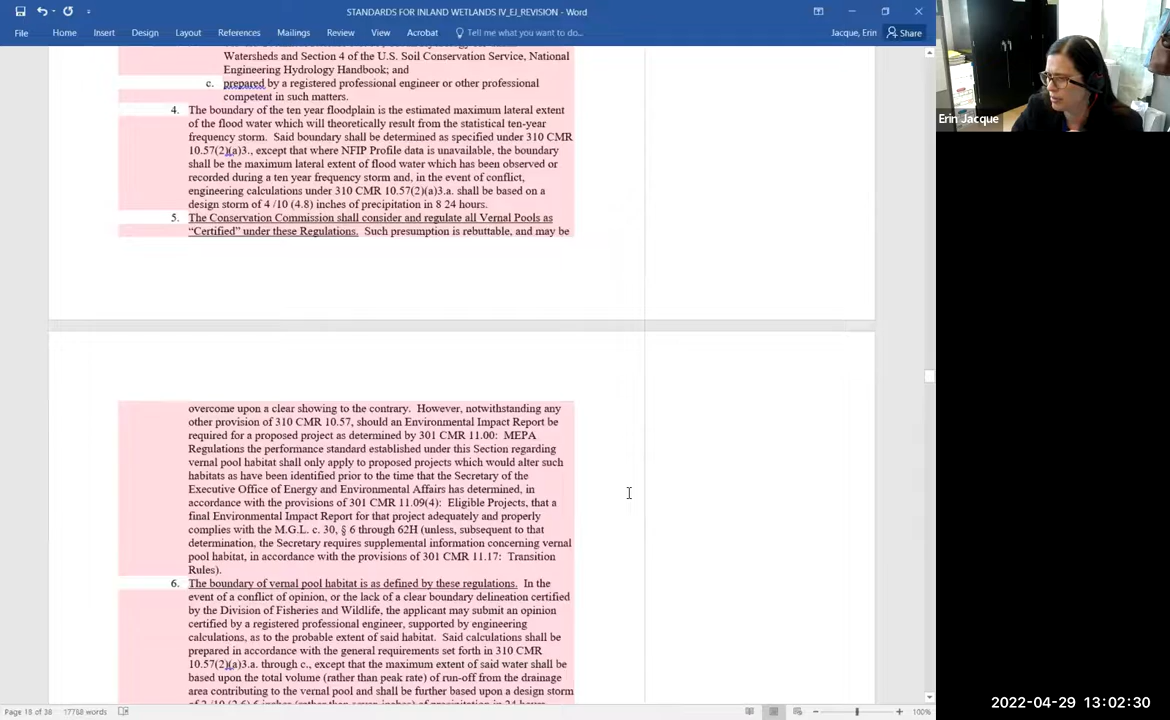 STANDARDS FOR INLAND WETLANDS IV_EJ_REVISION - Word
File Home Insert Design Layout References Mailings Review View Acrobat Tell me what you want to do... Jacque, Erin Share
Watersheds and Section 4 of the U.S. Soil Conservation Service, National
Engineering Hydrology Handbook; and
c. prepared by a registered professional engineer or other professional
competent in such matters.
4. The boundary of the ten year floodplain is the estimated maximum lateral extent
of the flood water which will theoretically result from the statistical ten-year
frequency storm. Said boundary shall be determined as specified under 310 CMR
10.57(2)(a)3., except that where NFIP Profile data is unavailable, the boundary
shall be the maximum lateral extent of flood water which has been observed or
recorded during a ten year frequency storm and, in the event of conflict,
engineering calculations under 310 CMR 10.57(2)(a)3.a. shall be based on a
design storm of 4 /10 (4.8) inches of precipitation in 8 24 hours.
5. The Conservation Commission shall consider and regulate all Vernal Pools as
“Certified” under these Regulations. Such presumption is rebuttable, and may be
overcome upon a clear showing to the contrary. However, notwithstanding any
other provision of 310 CMR 10.57, should an Environmental Impact Report be
required for a proposed project as determined by 301 CMR 11.00: MEPA
Regulations the performance standard established under this Section regarding
vernal pool habitat shall only apply to proposed projects which would alter such
habitats as have been identified prior to the time that the Secretary of the
Executive Office of Energy and Environmental Affairs has determined, in
accordance with the provisions of 301 CMR 11.09(4): Eligible Projects, that a
final Environmental Impact Report for that project adequately and properly
complies with the M.G.L. c. 30, § 6 through 62H (unless, subsequent to that
determination, the Secretary requires supplemental information concerning vernal
pool habitat, in accordance with the provisions of 301 CMR 11.17: Transition
Rules).
6. The boundary of vernal pool habitat is as defined by these regulations. In the
event of a conflict of opinion, or the lack of a clear boundary delineation certified
by the Division of Fisheries and Wildlife, the applicant may submit an opinion
certified by a registered professional engineer, supported by engineering
calculations, as to the probable extent of said habitat. Said calculations shall be
prepared in accordance with the general requirements set forth in 310 CMR
10.57(2)(a)3.a. through c., except that the maximum extent of said water shall be
based upon the total volume (rather than peak rate) of run-off from the drainage
area contributing to the vernal pool and shall be further based upon a design storm
Page 15 of 38 17758 words 100%
Erin Jacque
2022-04-29 13:02:30